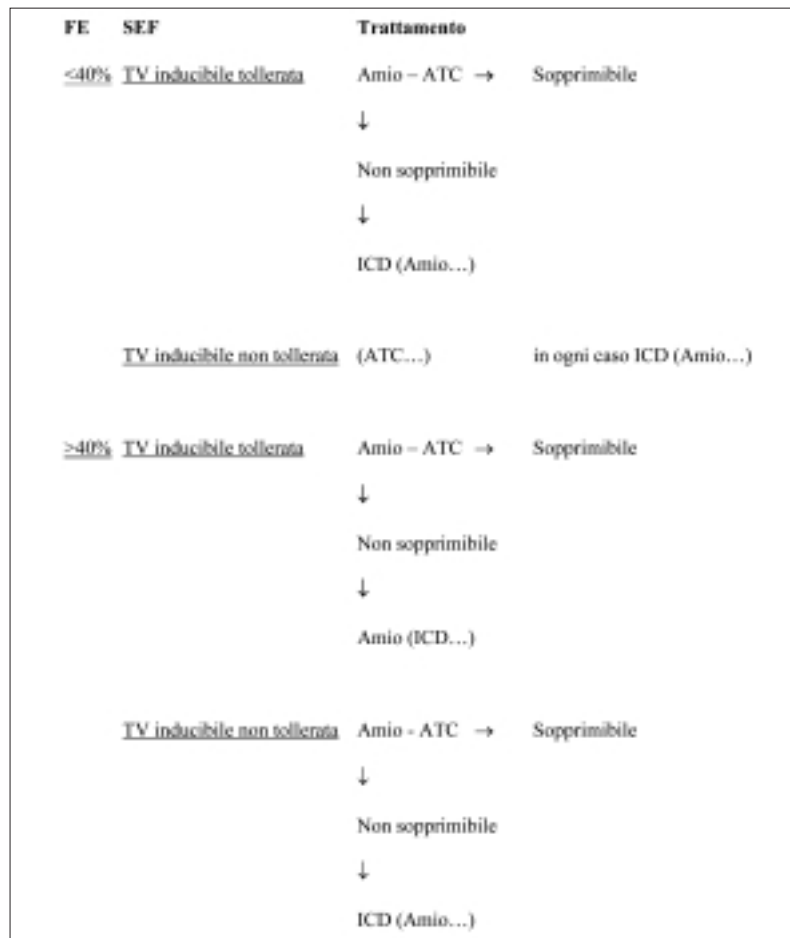 FE SEF Trattamento
<40% TV inducibile tollerata Amio – ATC → Sopprimibile
↓
Non sopprimibile
↓
ICD (Amio…)
TV inducibile non tollerata (ATC…) in ogni caso ICD (Amio…)
>40% TV inducibile tollerata Amio – ATC → Sopprimibile
↓
Non sopprimibile
↓
Amio (ICD…)
TV inducibile non tollerata Amio - ATC → Sopprimibile
↓
Non sopprimibile
↓
ICD (Amio…)